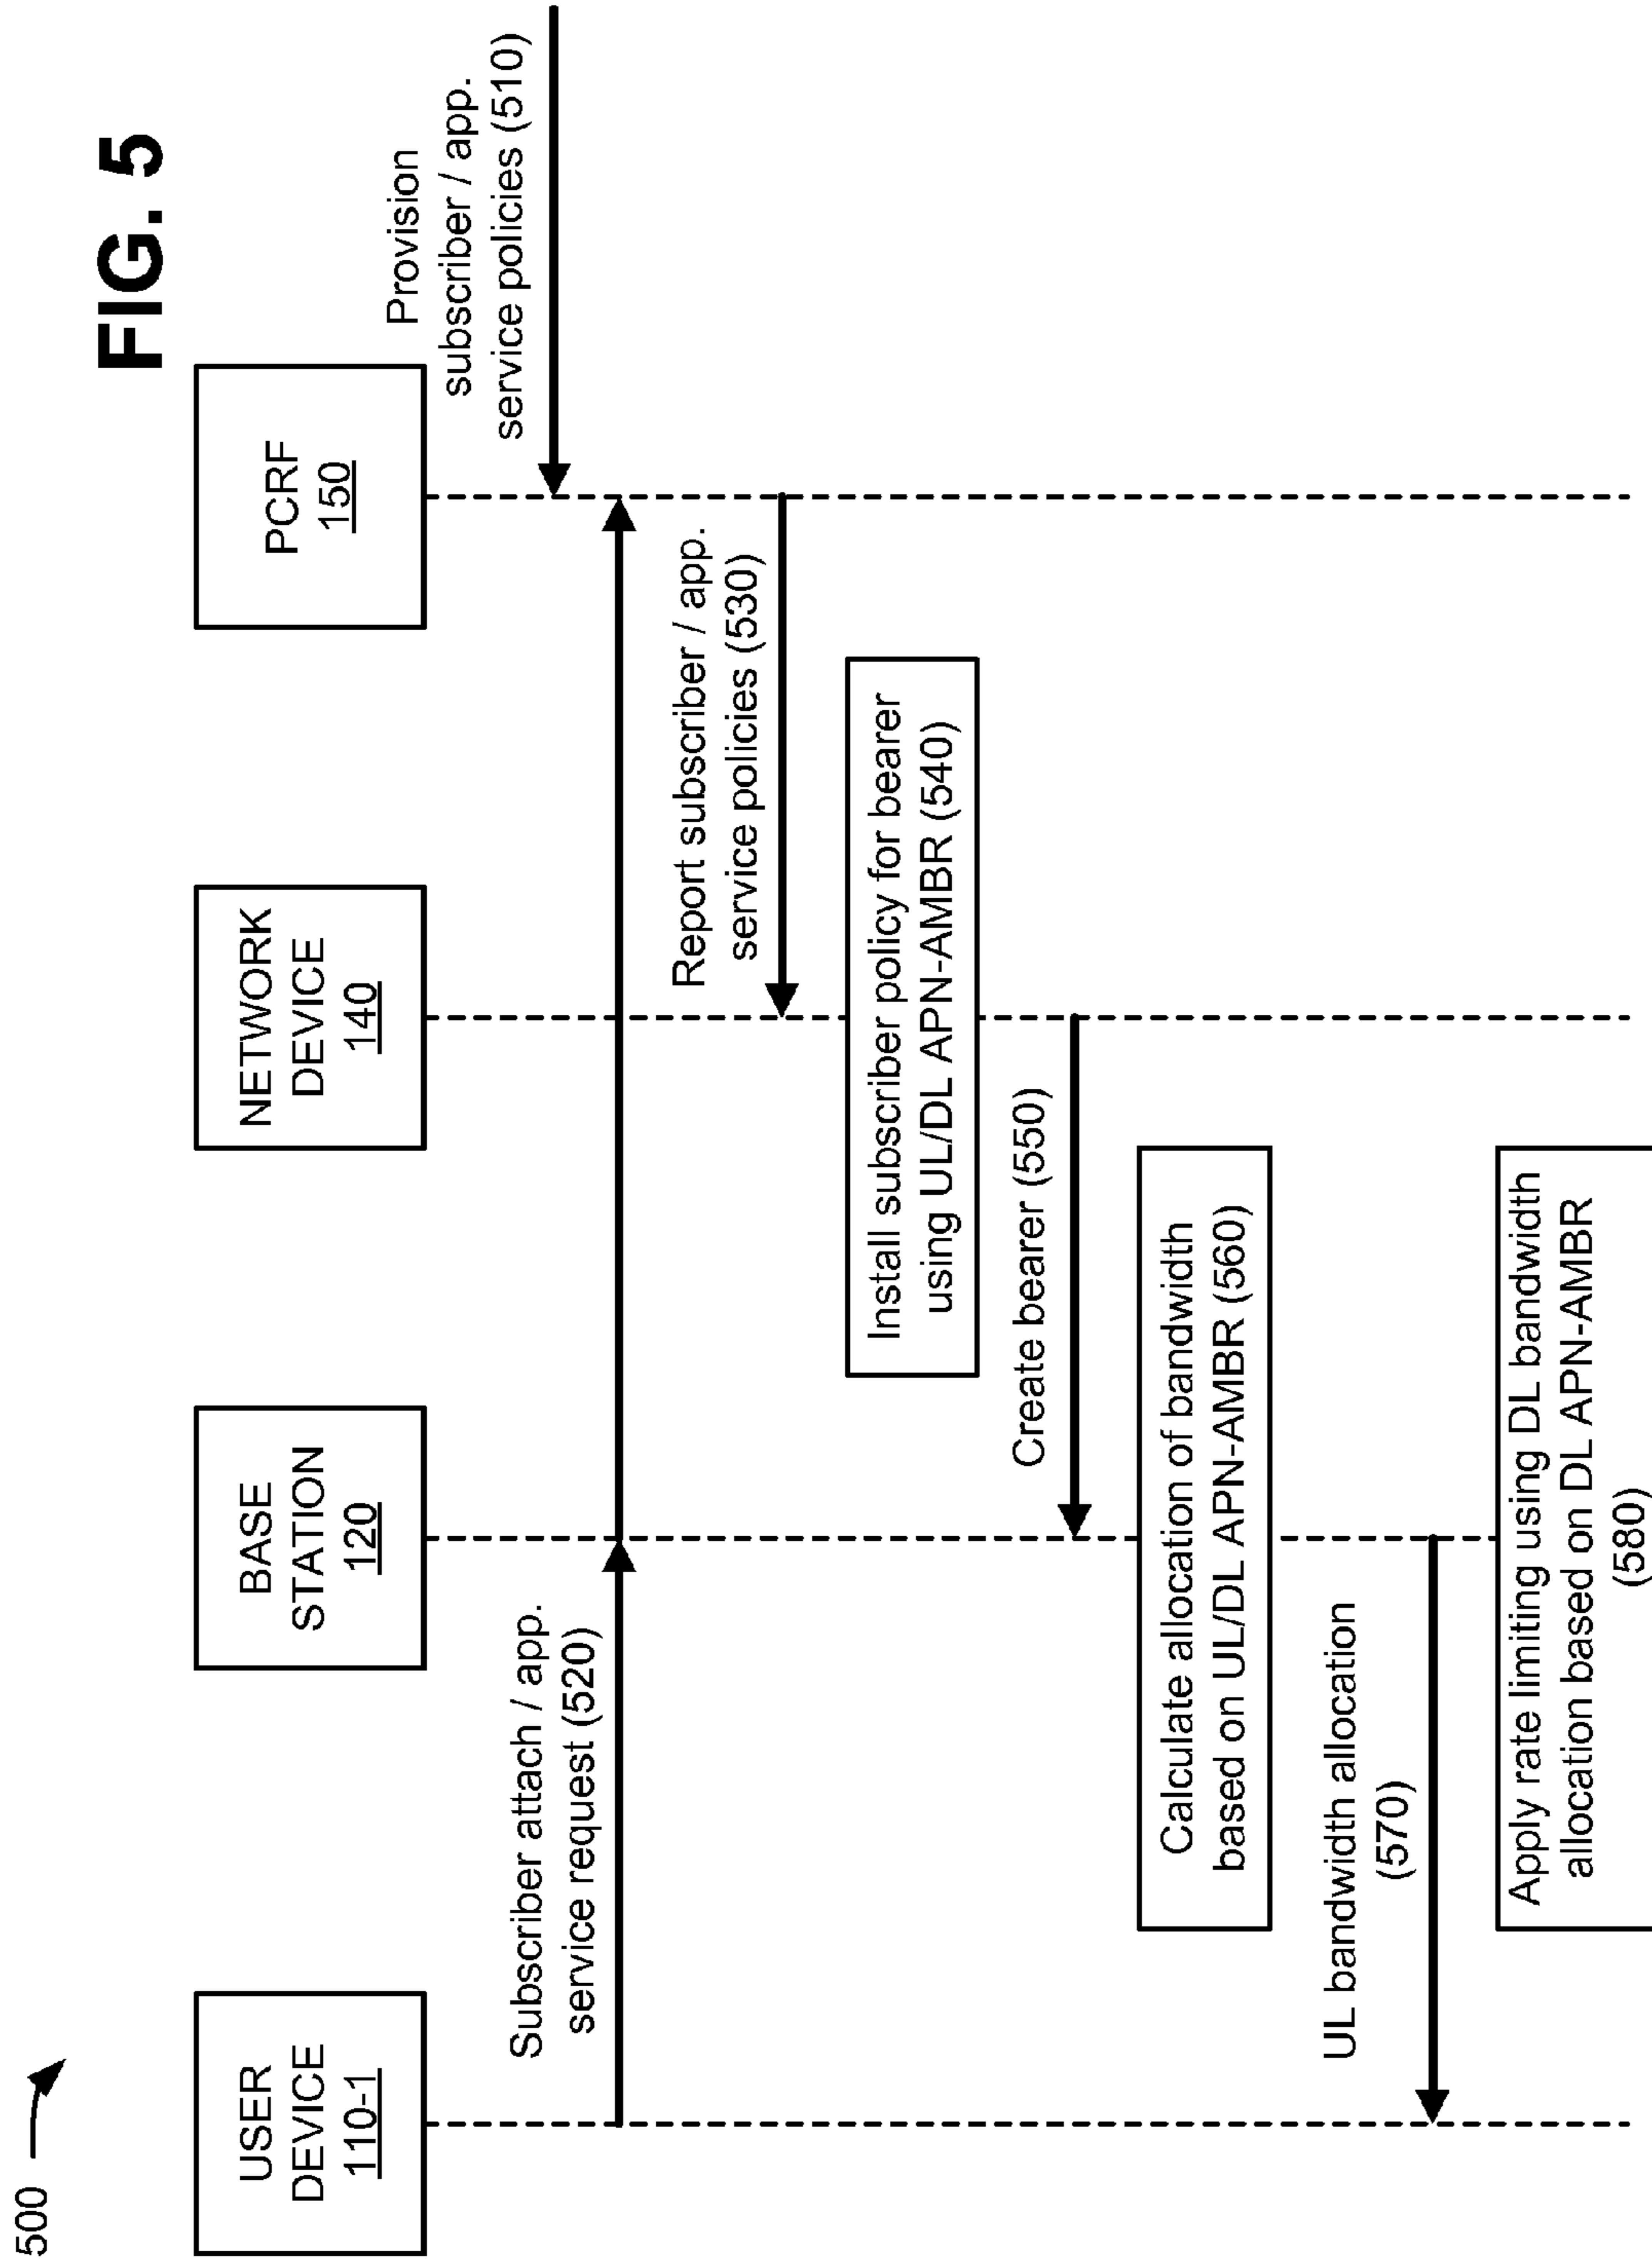 500
FIG. 5
USER
DEVICE
110-1
BASE
STATION
120
NETWORK
DEVICE
140
PCRF
150
Provision
subscriber / app.
service policies (510)
Subscriber attach / app.
service request (520)
Report subscriber / app.
service policies (530)
Install subscriber policy for bearer
using UL/DL APN-AMBR (540)
Create bearer (550)
Calculate allocation of bandwidth
based on UL/DL APN-AMBR (560)
UL bandwidth allocation
(570)
Apply rate limiting using DL bandwidth
allocation based on DL APN-AMBR
(580)